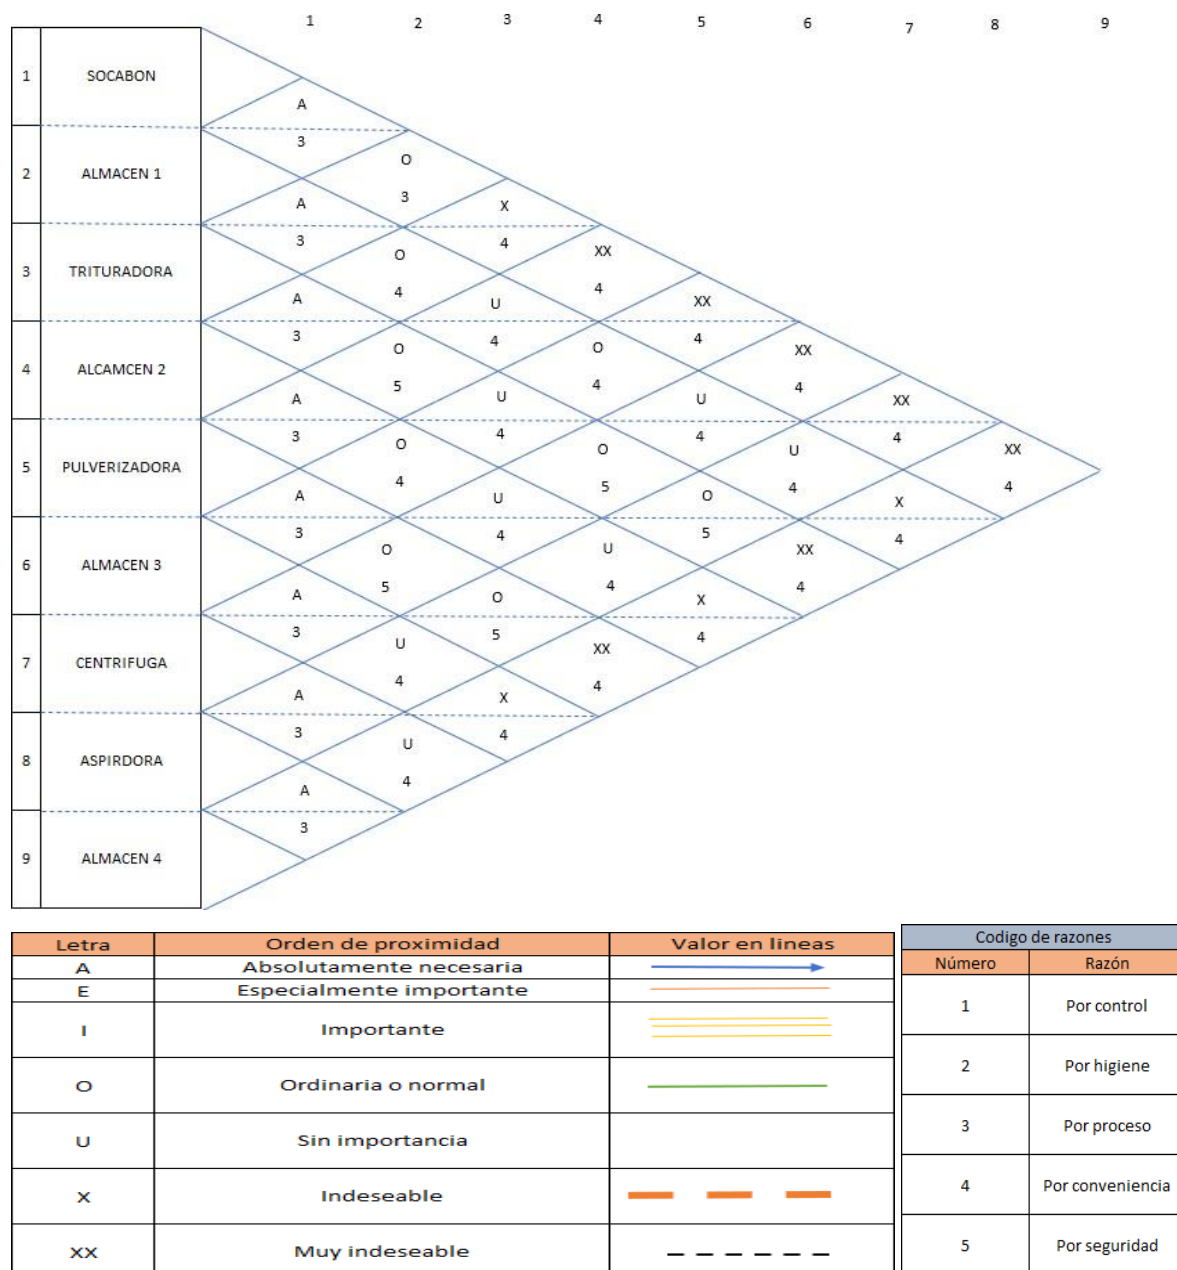 1 2 3 4 5 6 7 8 9
1 SOCABON
A
3
O
2 ALMACEN 1
3
A X
3 4
O XX
3 TRITURADORA
4 4
A U XX
3 4 4
O O XX
4 ALCAMCEN 2
5 4 4
A U U XX
3 4 4 4
O O U XX
5 PULVERIZADORA
4 5 4 4
A U O X
3 4 5 4
O U XX
6 ALMACEN 3
5 4 4
A O X
3 5 4
U XX
7 CENTRIFUGA
4 4
A X
3 4
U
8 ASPIRDORA
4
A
3
9 ALMACEN 4
Letra Orden de proximidad Valor en lineas
A Absolutamente necesaria
E Especialmente importante
I Importante
O Ordinaria o normal
U Sin importancia
X Indeseable
XX Muy indeseable
Codigo de razones
Número Razón
1 Por control
2 Por higiene
3 Por proceso
4 Por conveniencia
5 Por seguridad